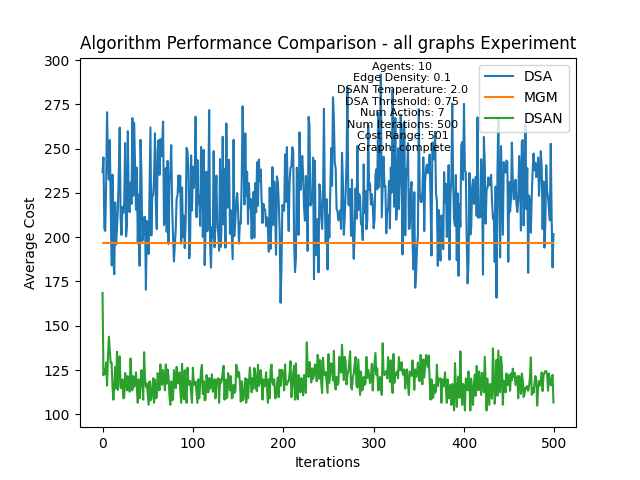 Algorithm Performance Comparison - all graphs Experiment
Agents: 10
Edge Density: 0.1
DSAN Temperature: 2.0
DSA Threshold: 0.75
Num Actions: 7
Num Iterations: 500
Cost Range: 501
Graph: complete
DSA
MGM
DSAN
300
275
250
225
200
175
150
125
100
Average Cost
0
100
200
300
400
500
Iterations